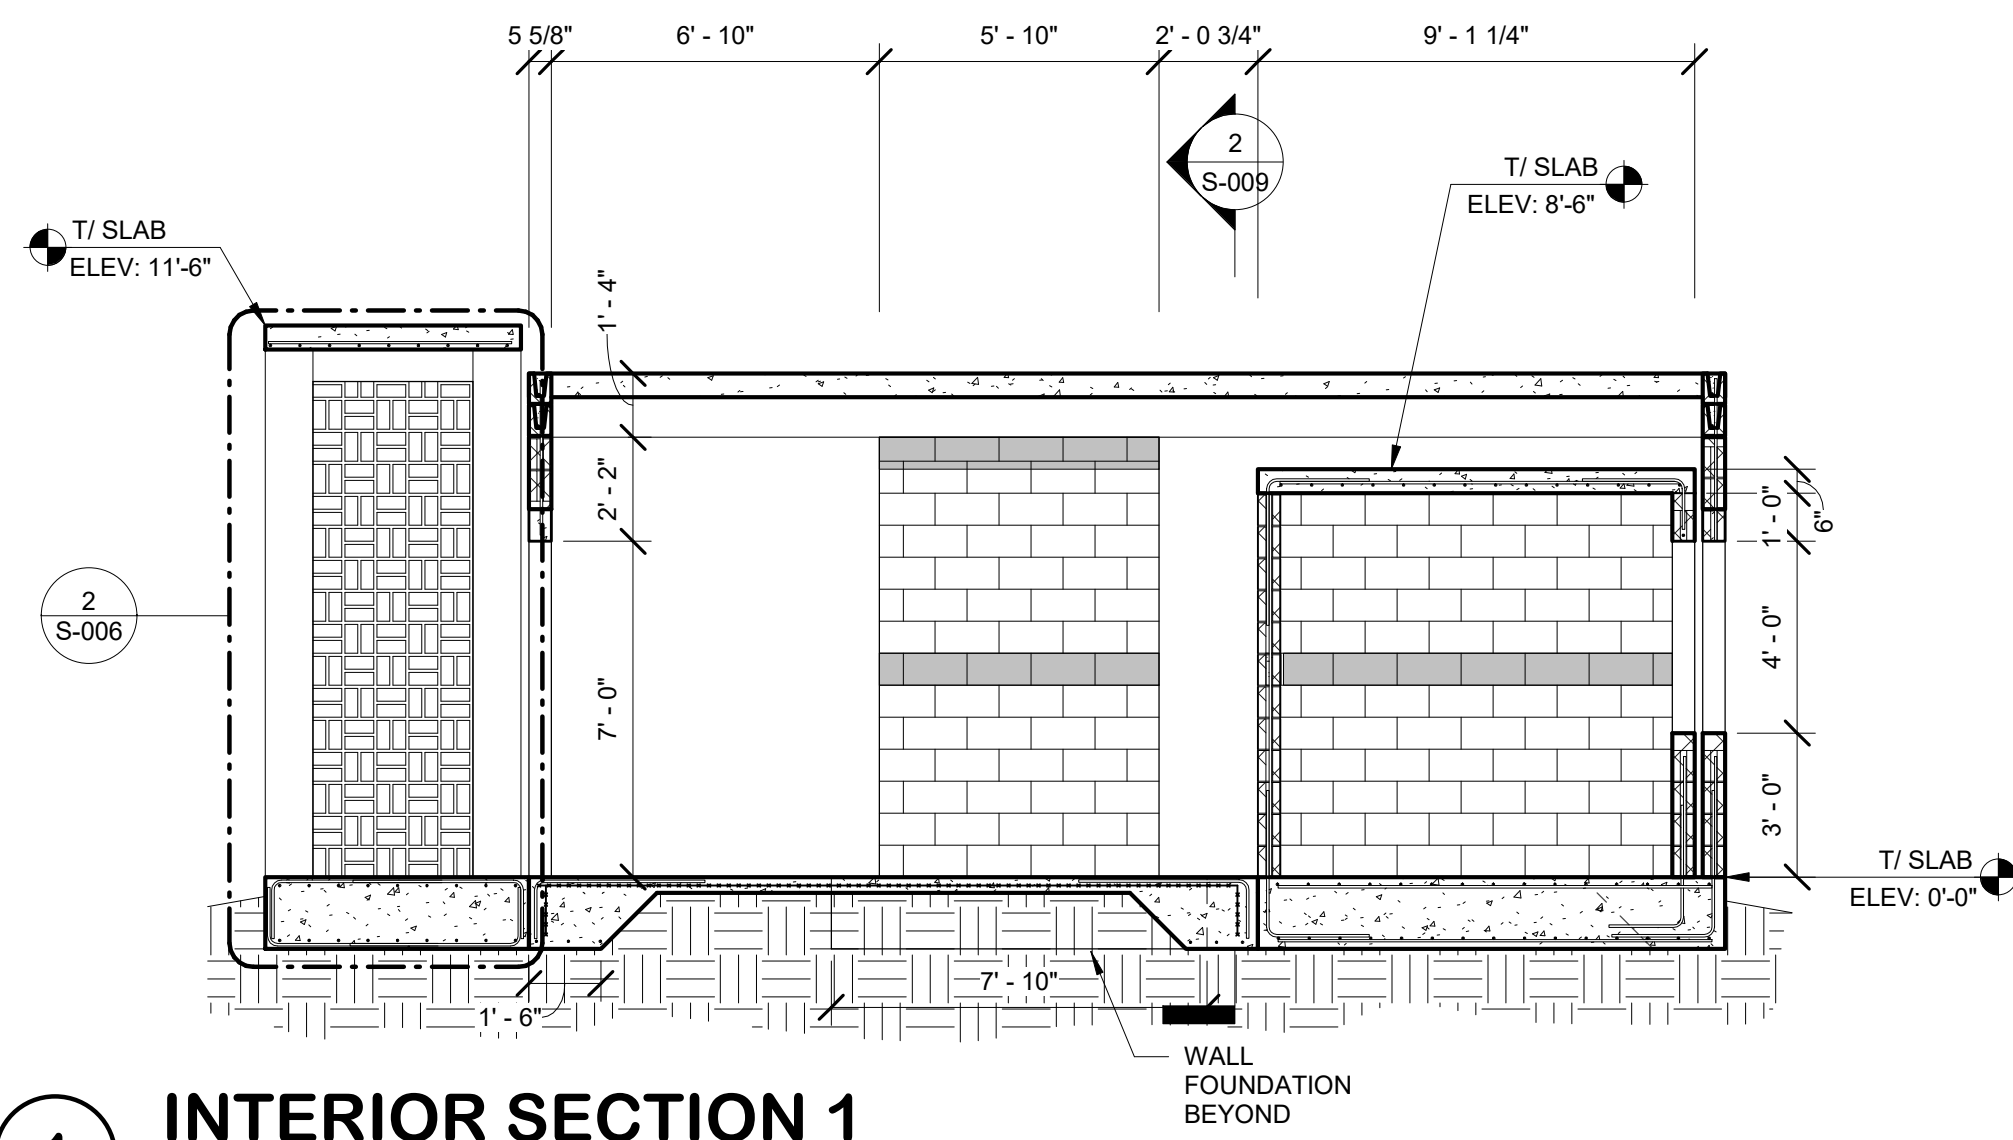 5 5/8"
6' - 10"
5' - 10"
2' - 0 3/4"
9' - 1 1/4"
2
S-009
T/ SLAB
ELEV: 8'-6"
T/ SLAB
ELEV: 11'-6"
1' - 4"
2' - 2"
7' - 0"
1' - 0"
6"
4' - 0"
3' - 0"
2
S-006
T/ SLAB
ELEV: 0'-0"
7' - 10"
1' - 6"
WALL
FOUNDATION
BEYOND
INTERIOR SECTION 1